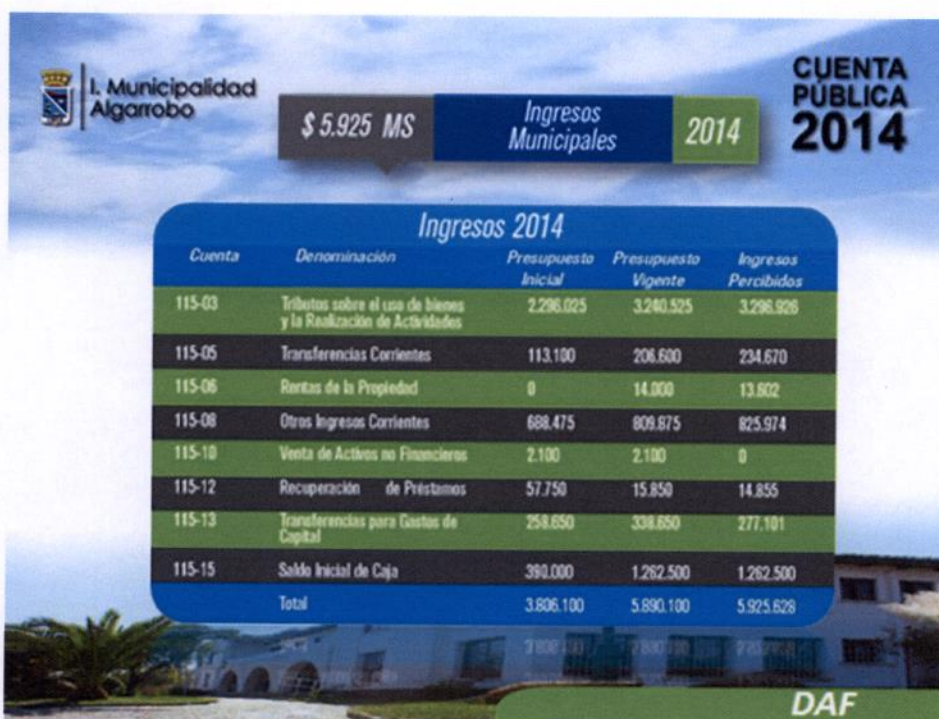 I. Municipalidad
Algarrobo
$ 5.925 MS
Ingresos
Municipales
2014
CUENTA
PÚBLICA
2014
Ingresos 2014
Cuenta Denominación Presupuesto Inicial Presupuesto Vigente Ingresos Percibidos
115-03 Tributos sobre el uso de bienes y la Realización de Actividades 2.296.025 3.240.525 3.296.926
115-05 Transferencias Corrientes 113.100 206.600 234.670
115-06 Rentas de la Propiedad 0 14.000 13.602
115-08 Otros Ingresos Corrientes 688.475 809.875 825.974
115-10 Venta de Activos no Financieros 2.100 2.100 0
115-12 Recuperación de Préstamos 57.750 15.850 14.855
115-13 Transferencias para Gastos de Capital 258.650 338.650 277.101
115-15 Saldo Inicial de Caja 390.000 1.262.500 1.262.500
Total 3.806.100 5.890.100 5.925.628
DAF